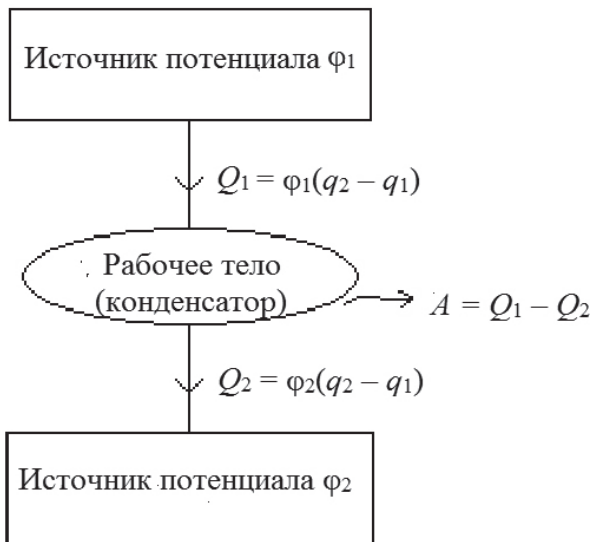 Источник потенциала φ1
Q1 = φ1(q2 – q1)
Рабочее тело
(конденсатор)
A = Q1 – Q2
Q2 = φ2(q2 – q1)
Источник потенциала φ2